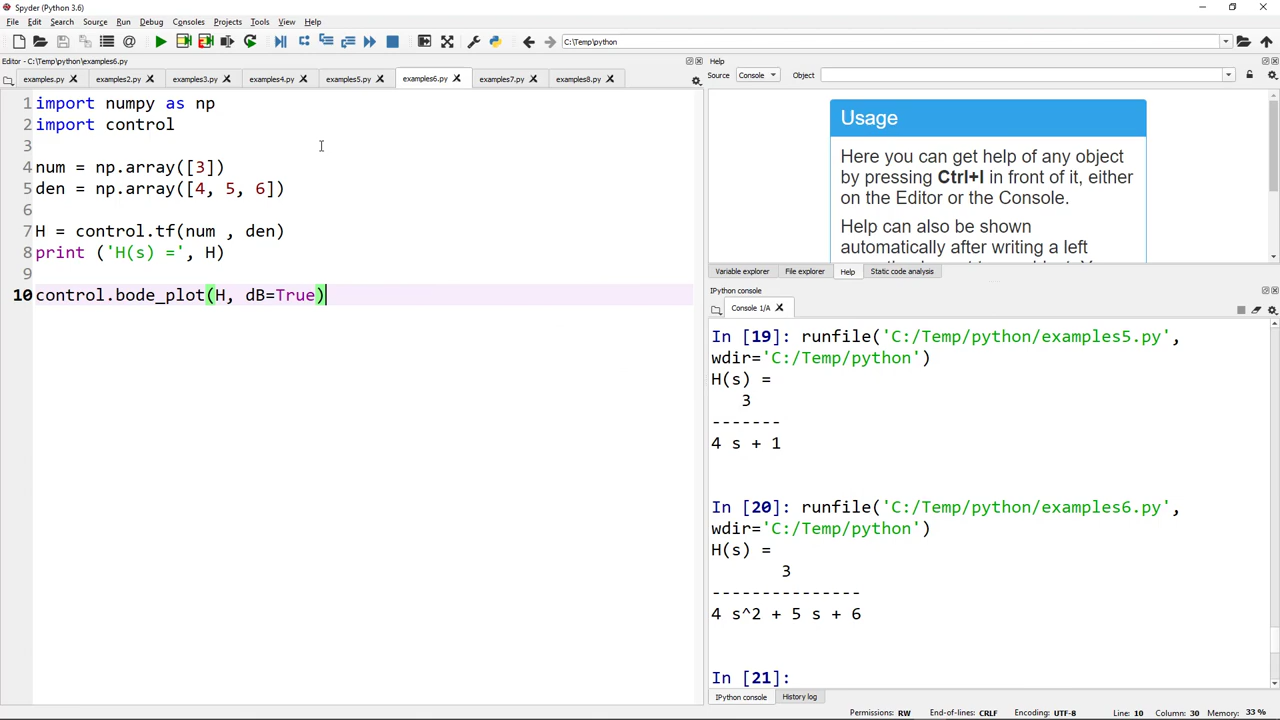 Spyder (Python 3.6)
File Edit Search Source Run Debug Consoles Projects Tools View Help
C:\Temp\python
Editor - C:\Temp\python\examples6.py
examples.py examples2.py examples3.py examples4.py examples5.py examples6.py examples7.py examples8.py
1 import numpy as np
2 import control
3
4 num = np.array([3])
5 den = np.array([4, 5, 6])
6
7 H = control.tf(num , den)
8 print ('H(s) =', H)
9
10 control.bode_plot(H, dB=True)
Help
Source Console Object
Usage
Here you can get help of any object
by pressing Ctrl+I in front of it, either
on the Editor or the Console.
Help can also be shown
automatically after writing a left
Variable explorer File explorer Help Static code analysis
IPython console
Console 1/A
In [19]: runfile('C:/Temp/python/examples5.py',
wdir='C:/Temp/python')
H(s) =
3
-------
4 s + 1
In [20]: runfile('C:/Temp/python/examples6.py',
wdir='C:/Temp/python')
H(s) =
3
---------------
4 s^2 + 5 s + 6
In [21]:
IPython console History log
Permissions: RW End-of-lines: CRLF Encoding: UTF-8 Line: 10 Column: 30 Memory: 33 %